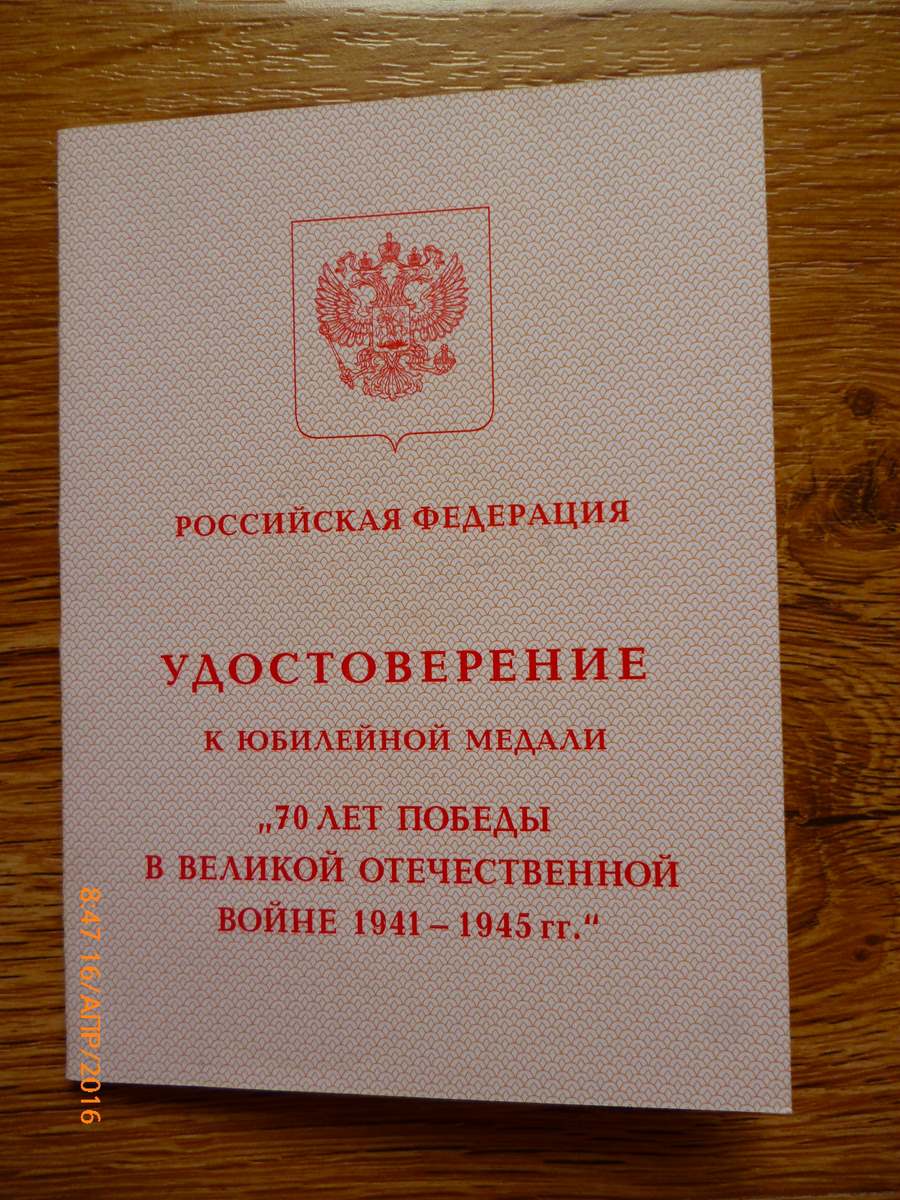 РОССИЙСКАЯ ФЕДЕРАЦИЯ
УДОСТОВЕРЕНИЕ
К ЮБИЛЕЙНОЙ МЕДАЛИ
„70 ЛЕТ ПОБЕДЫ
В ВЕЛИКОЙ ОТЕЧЕСТВЕННОЙ
ВОЙНЕ 1941 – 1945 гг.“
8:47 16/АПР/2016